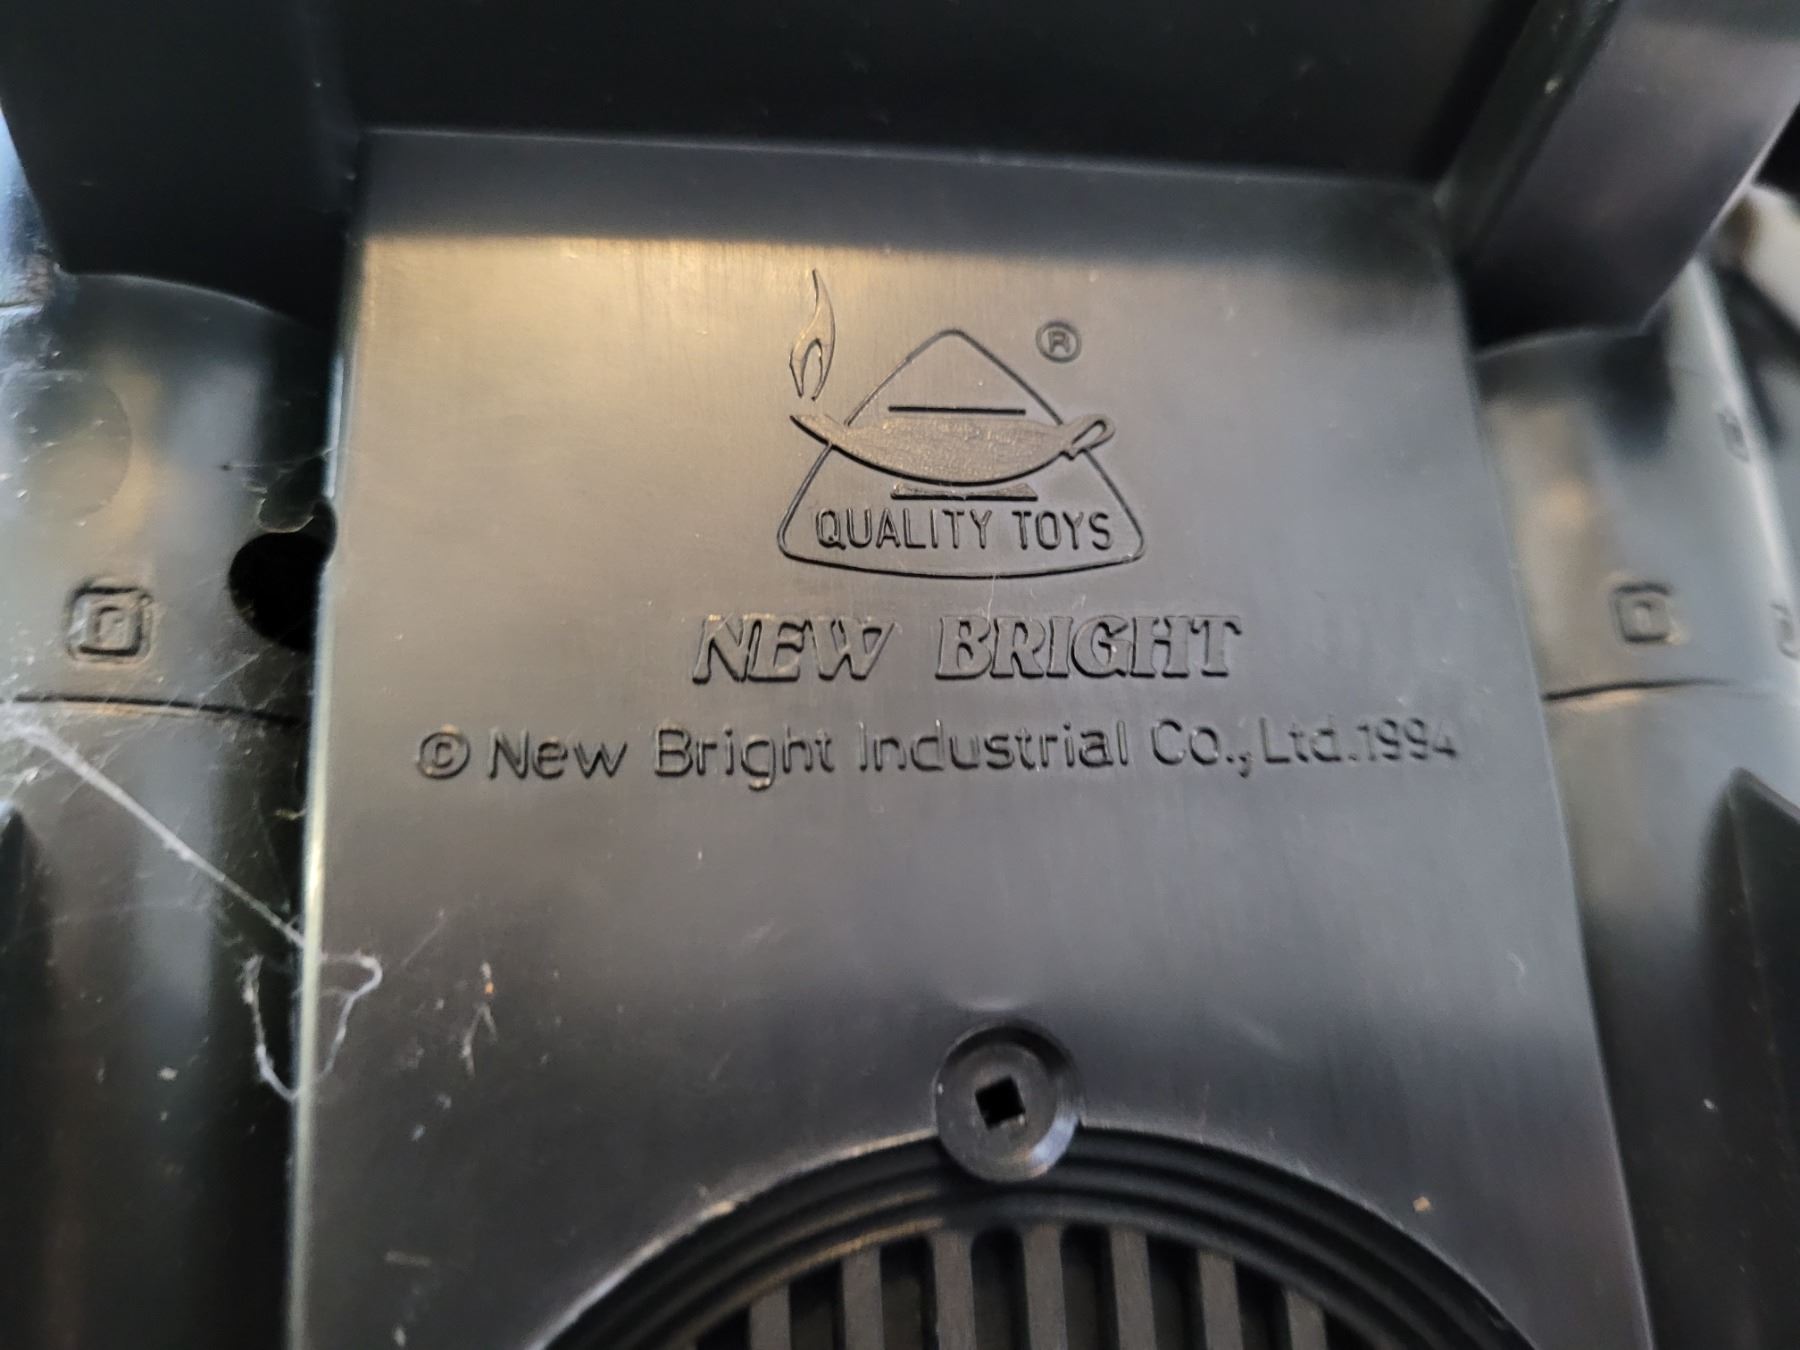 ®
QUALITY TOYS
NEW BRIGHT
© New Bright Industrial Co., Ltd. 1994